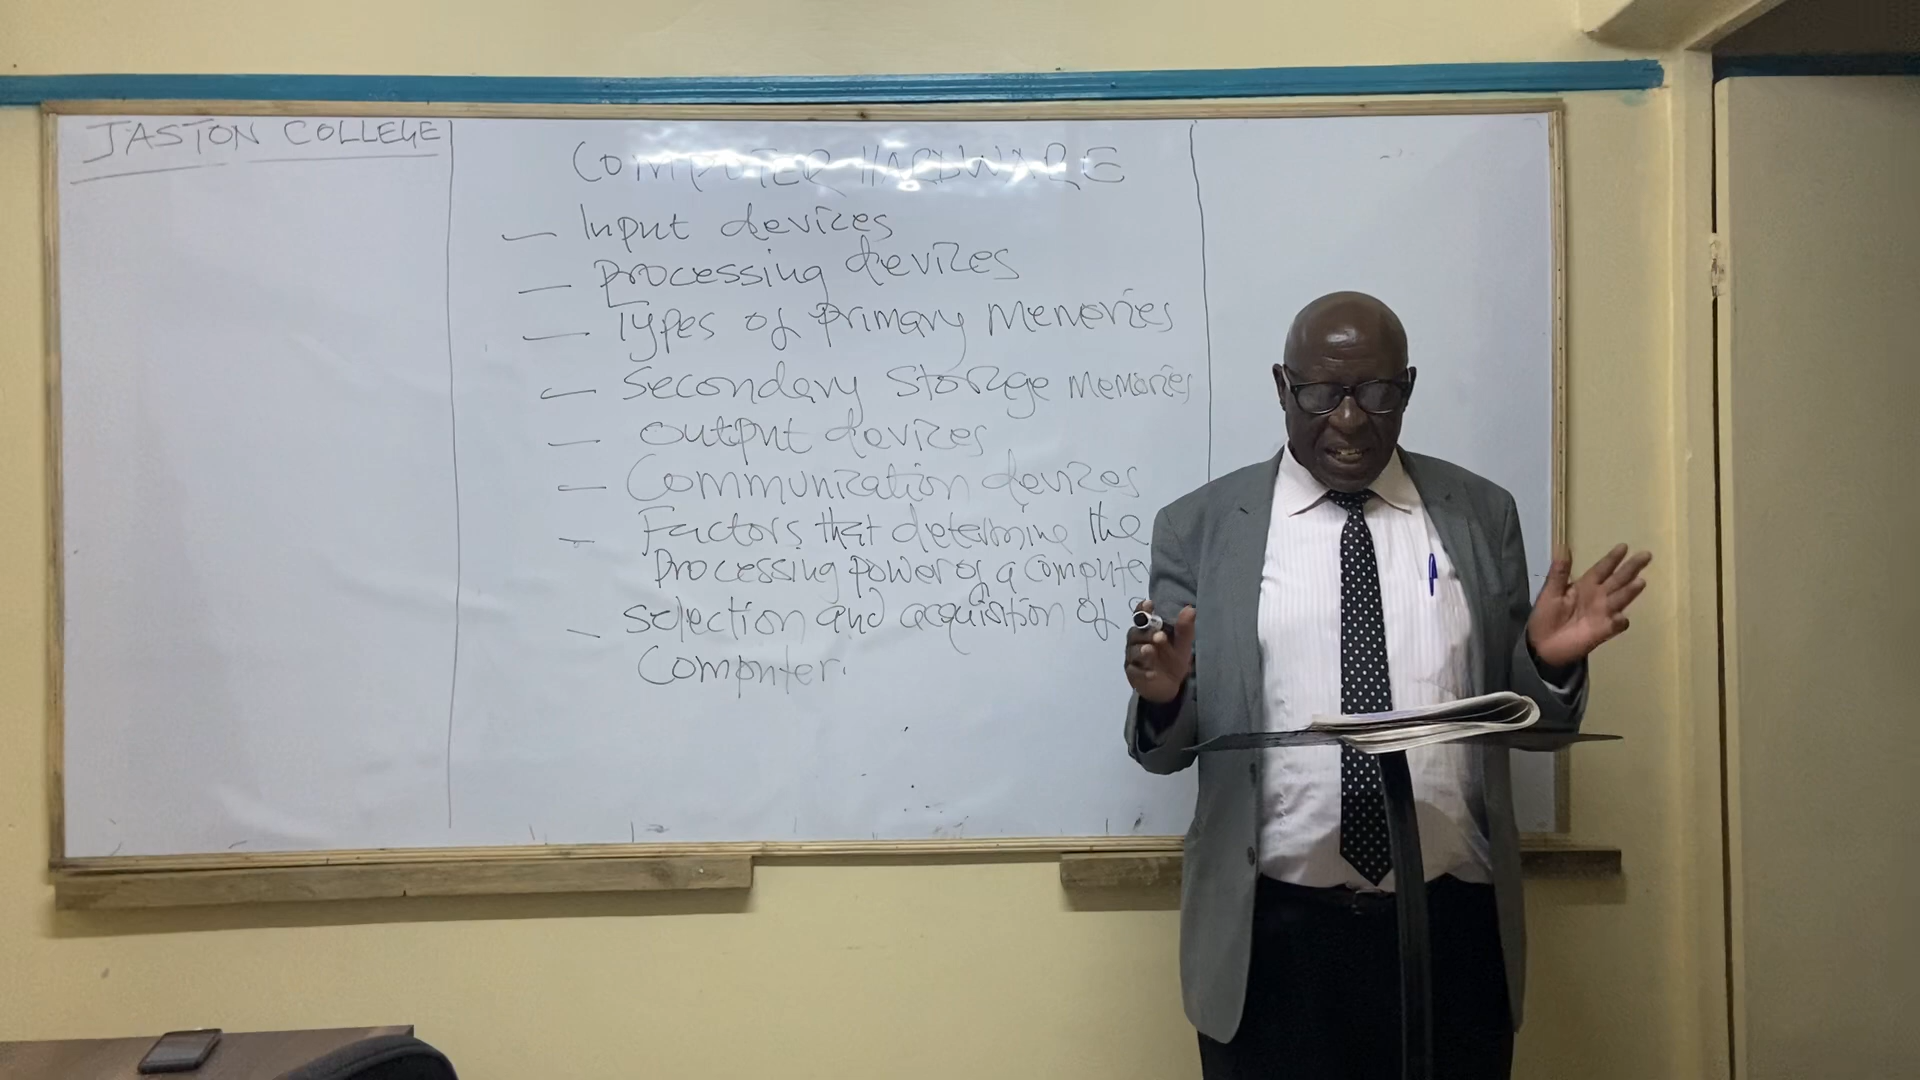 JASTON COLLEGE
COMPUTER HARDWARE
— Input devices
— Processing devices
— Types of primary Memories
— Secondary Storage Memories
— Output devices
— Communication devices
— Factors that determine the
Processing power of a compute
— Selection and acquisition of
Computer.